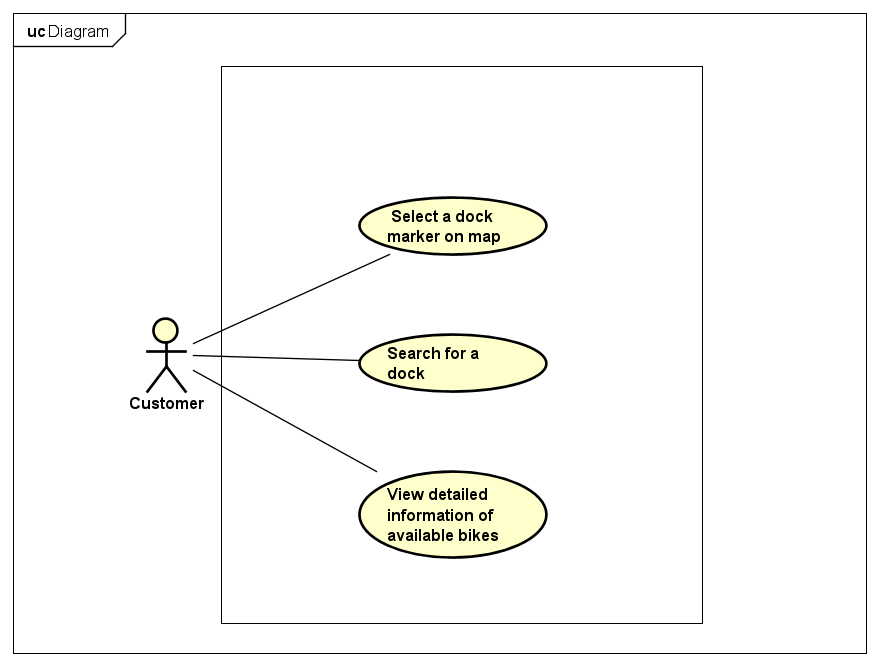 uc Diagram
Select a dock
marker on map
Search for a
dock
Customer
View detailed
information of
available bikes